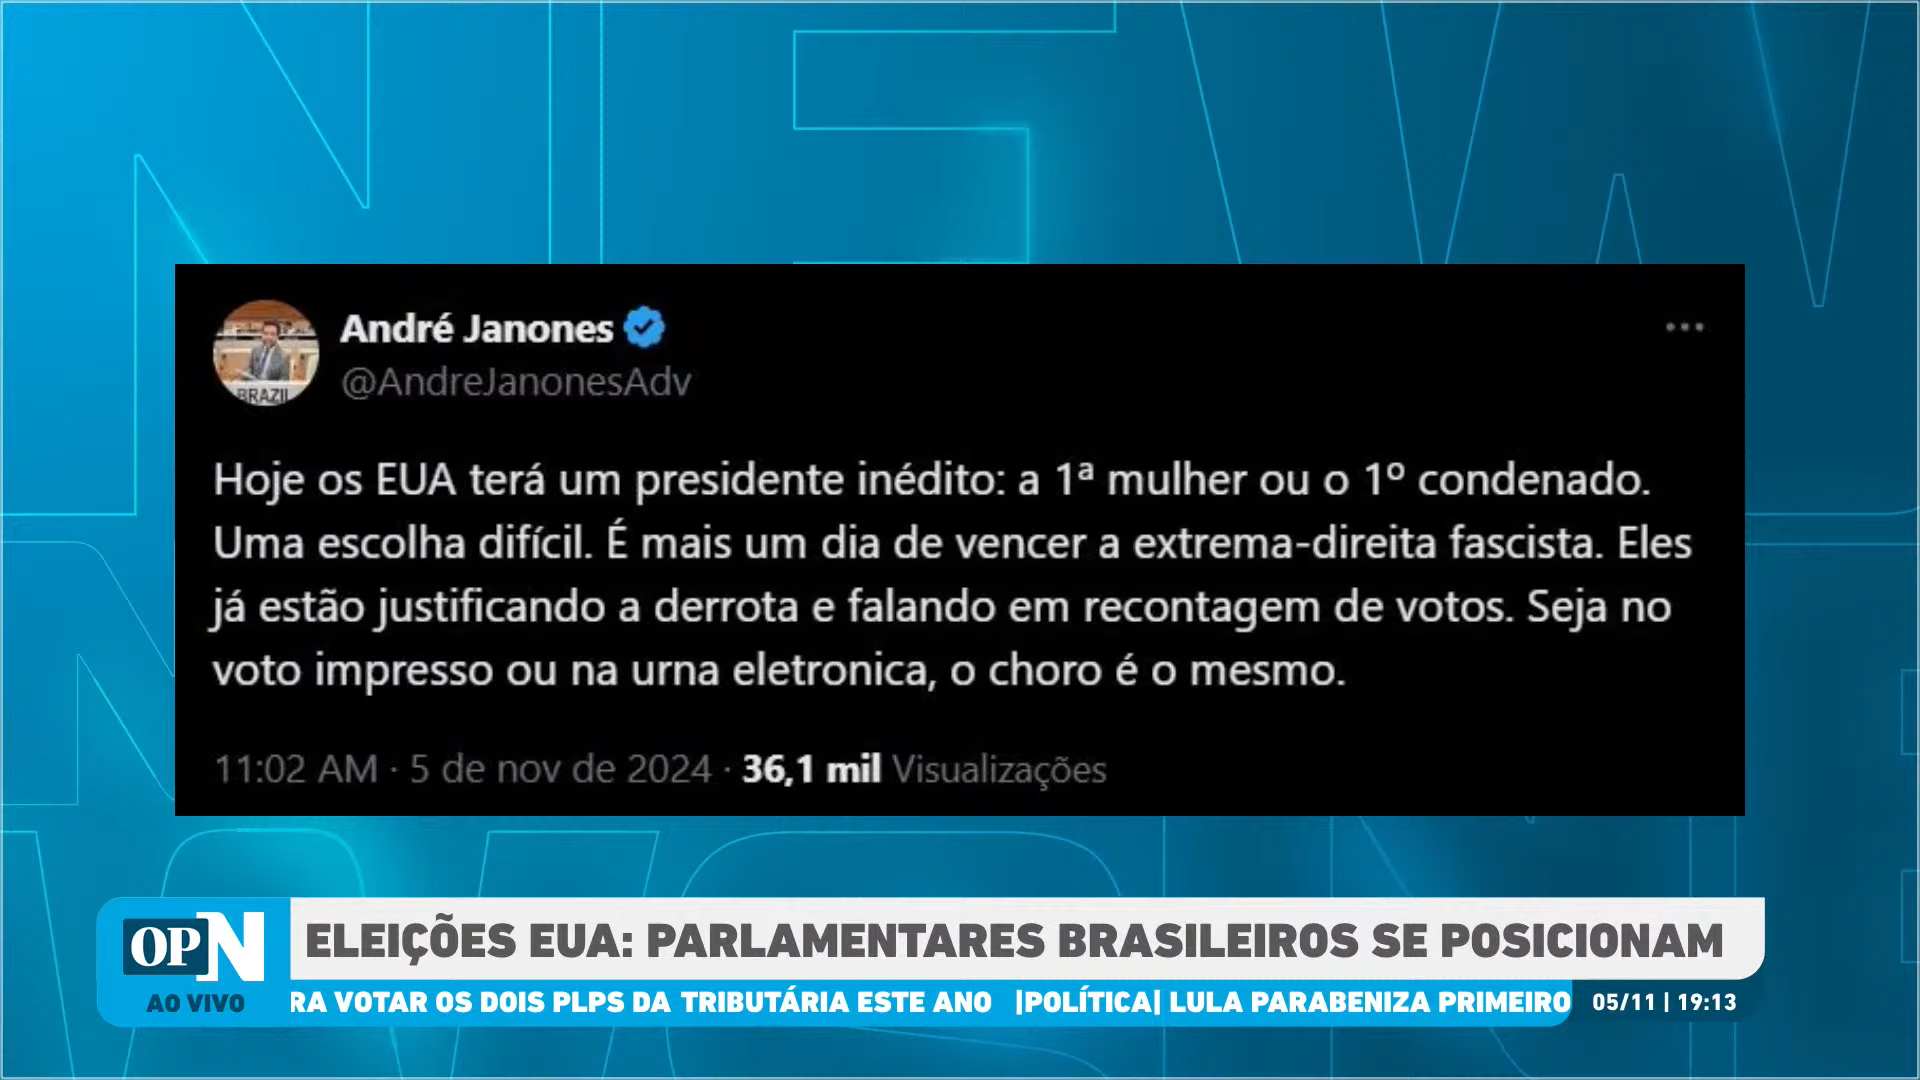 BRAZIL
André Janones
@AndreJanonesAdv
Hoje os EUA terá um presidente inédito: a 1ª mulher ou o 1º condenado.
Uma escolha difícil. É mais um dia de vencer a extrema-direita fascista. Eles
já estão justificando a derrota e falando em recontagem de votos. Seja no
voto impresso ou na urna eletronica, o choro é o mesmo.
11:02 AM · 5 de nov de 2024 · 36,1 mil Visualizações
OPN
ELEIÇÕES EUA: PARLAMENTARES BRASILEIROS SE POSICIONAM
AO VIVO
RA VOTAR OS DOIS PLPS DA TRIBUTÁRIA ESTE ANO |POLÍTICA| LULA PARABENIZA PRIMEIRO
05/11 | 19:13